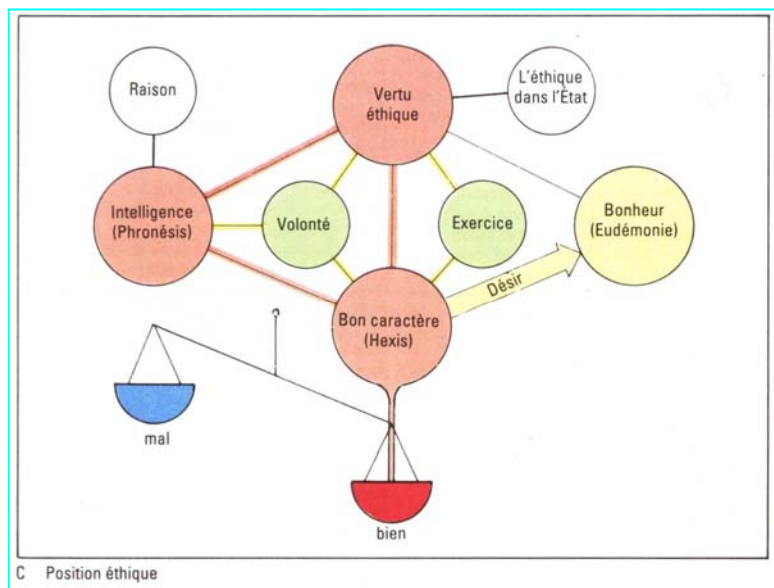 Raison
Vertu
éthique
L'éthique
dans l'État
Intelligence
(Phronésis)
Volonté
Exercice
Bonheur
(Eudémonie)
Désir
Bon caractère
(Hexis)
mal
bien
C Position éthique